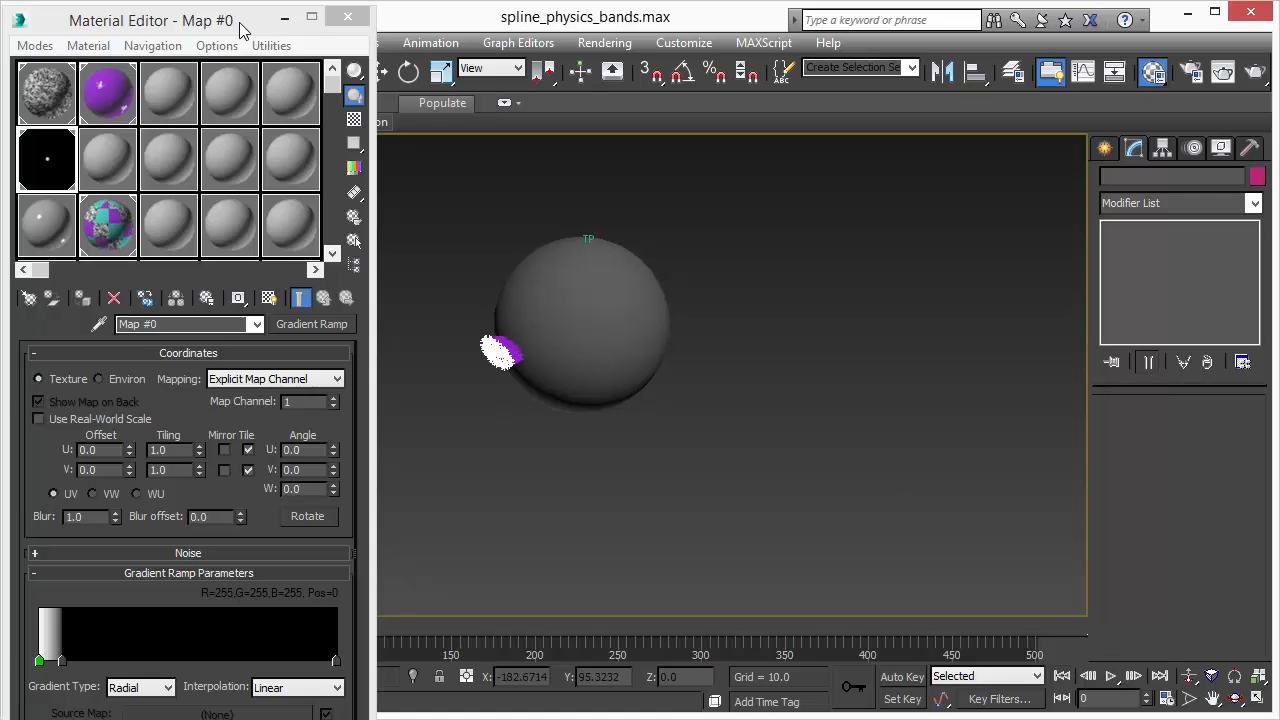 Material Editor - Map #0
spline_physics_bands.max
Type a keyword or phrase
Modes Material Navigation Options Utilities
Animation Graph Editors Rendering Customize MAXScript Help
View
Create Selection Se
Populate
on
TP
Modifier List
Map #0 Gradient Ramp
- Coordinates
Texture Environ Mapping: Explicit Map Channel
Show Map on Back Map Channel: 1
Use Real-World Scale
Offset Tiling Mirror Tile Angle
U: 0.0 1.0 U: 0.0
V: 0.0 1.0 V: 0.0
W: 0.0
UV VW WU
Blur: 1.0 Blur offset: 0.0 Rotate
+ Noise
- Gradient Ramp Parameters
R=255,G=255,B=255, Pos=0
Gradient Type: Radial Interpolation: Linear
Source Map: (None)
150 200 250 300 350 400 450 500
X: -182.6714 Y: 95.3232 Z: 0.0 Grid = 10.0 Auto Key Selected
Add Time Tag Set Key Key Filters... 0